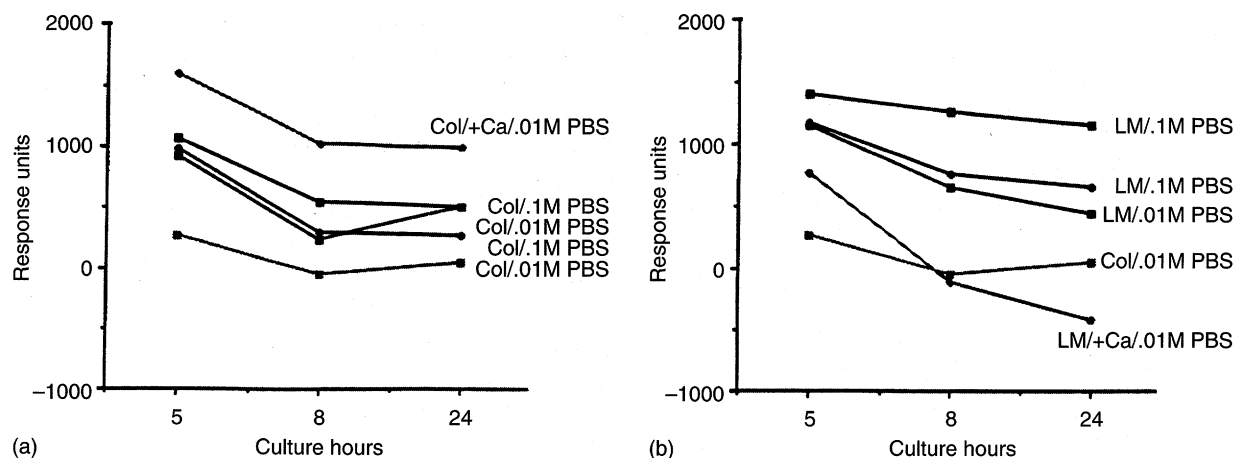 2000
1000
0
−1000
Response units
Col/+Ca/.01M PBS
Col/.1M PBS
Col/.01M PBS
Col/.1M PBS
Col/.01M PBS
5
8
24
Culture hours
(a)
2000
1000
0
−1000
Response units
LM/.1M PBS
LM/.1M PBS
LM/.01M PBS
Col/.01M PBS
LM/+Ca/.01M PBS
5
8
24
Culture hours
(b)